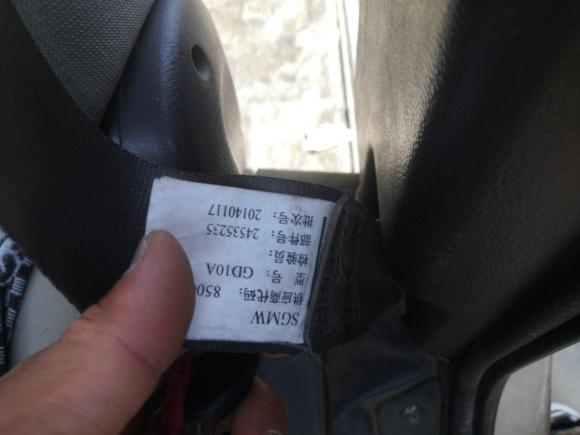 SGMW
供应商代码: 850
型 号: GD10A
检验员:
部件号: 24535235
批次号: 20140117